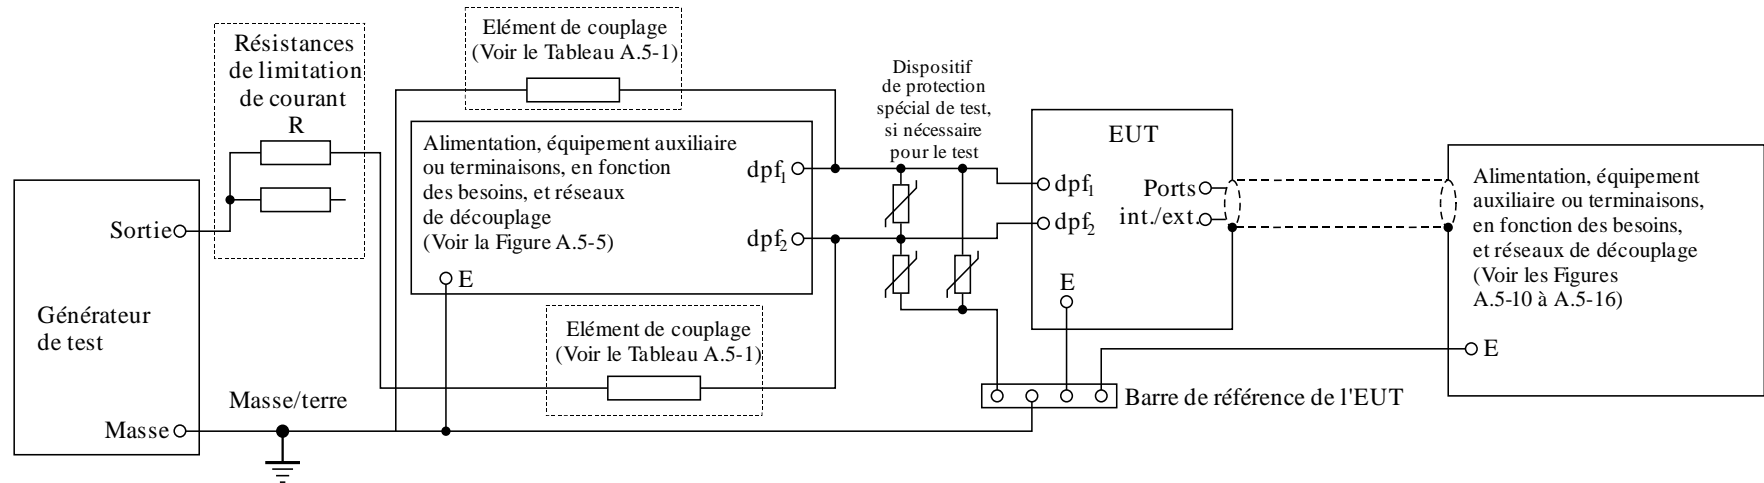 Résistances
de limitation
de courant
R
Sortie
Générateur
de test
Masse
Masse/terre
Elément de couplage
(Voir le Tableau A.5-1)
Alimentation, équipement auxiliaire
ou terminaisons, en fonction
des besoins, et réseaux
de découplage
(Voir la Figure A.5-5)
dpf1
dpf2
E
Elément de couplage
(Voir le Tableau A.5-1)
Dispositif
de protection
spécial de test,
si nécessaire
pour le test
EUT
dpf1
dpf2
Ports
int./ext.
E
Barre de référence de l'EUT
Alimentation, équipement
auxiliaire ou terminaisons,
en fonction des besoins,
et réseaux de découplage
(Voir les Figures
A.5-10 à A.5-16)
E